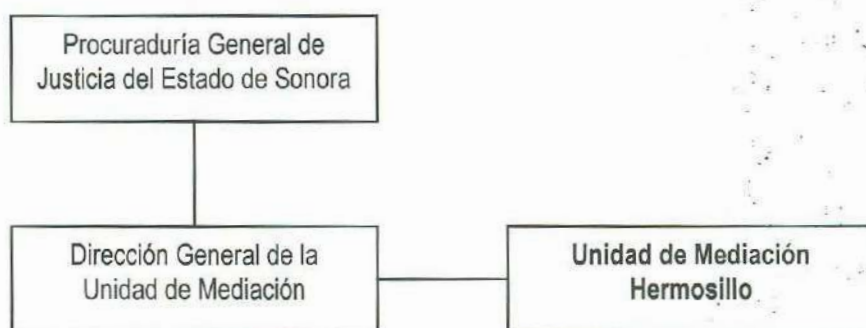 Procuraduría General de
Justicia del Estado de Sonora
Dirección General de la
Unidad de Mediación
Unidad de Mediación
Hermosillo